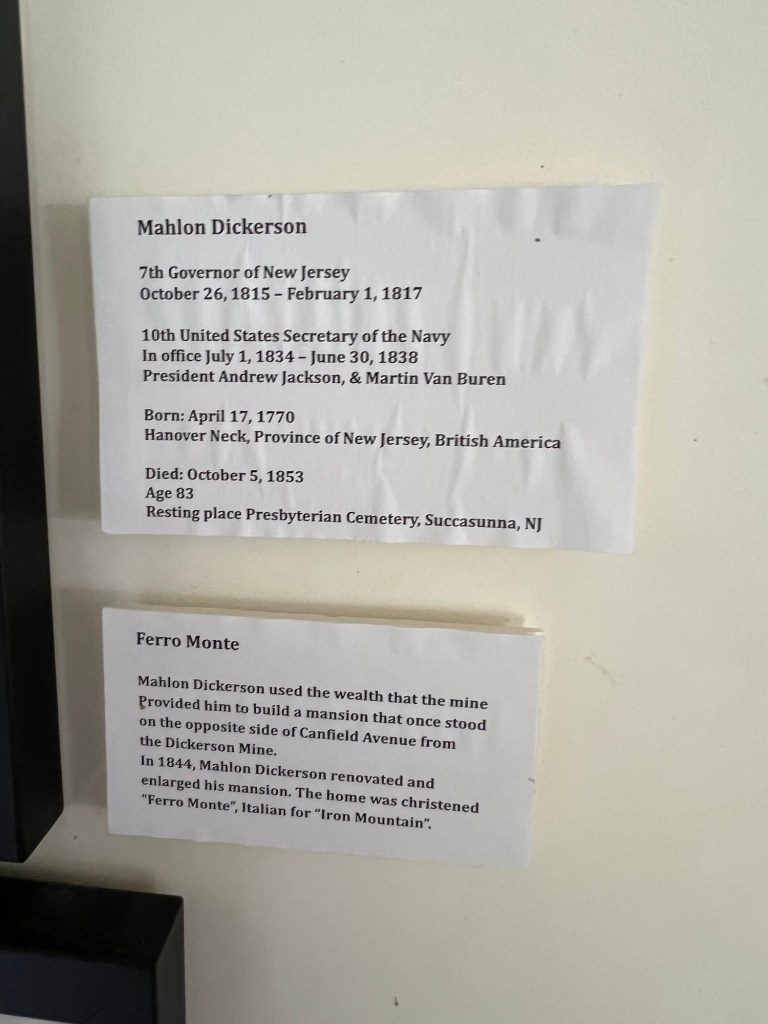 Mahlon Dickerson
7th Governor of New Jersey
October 26, 1815 – February 1, 1817
10th United States Secretary of the Navy
In office July 1, 1834 – June 30, 1838
President Andrew Jackson, & Martin Van Buren
Born: April 17, 1770
Hanover Neck, Province of New Jersey, British America
Died: October 5, 1853
Age 83
Resting place Presbyterian Cemetery, Succasunna, NJ
Ferro Monte
Mahlon Dickerson used the wealth that the mine
Provided him to build a mansion that once stood
on the opposite side of Canfield Avenue from
the Dickerson Mine.
In 1844, Mahlon Dickerson renovated and
enlarged his mansion. The home was christened
“Ferro Monte”, Italian for “Iron Mountain”.